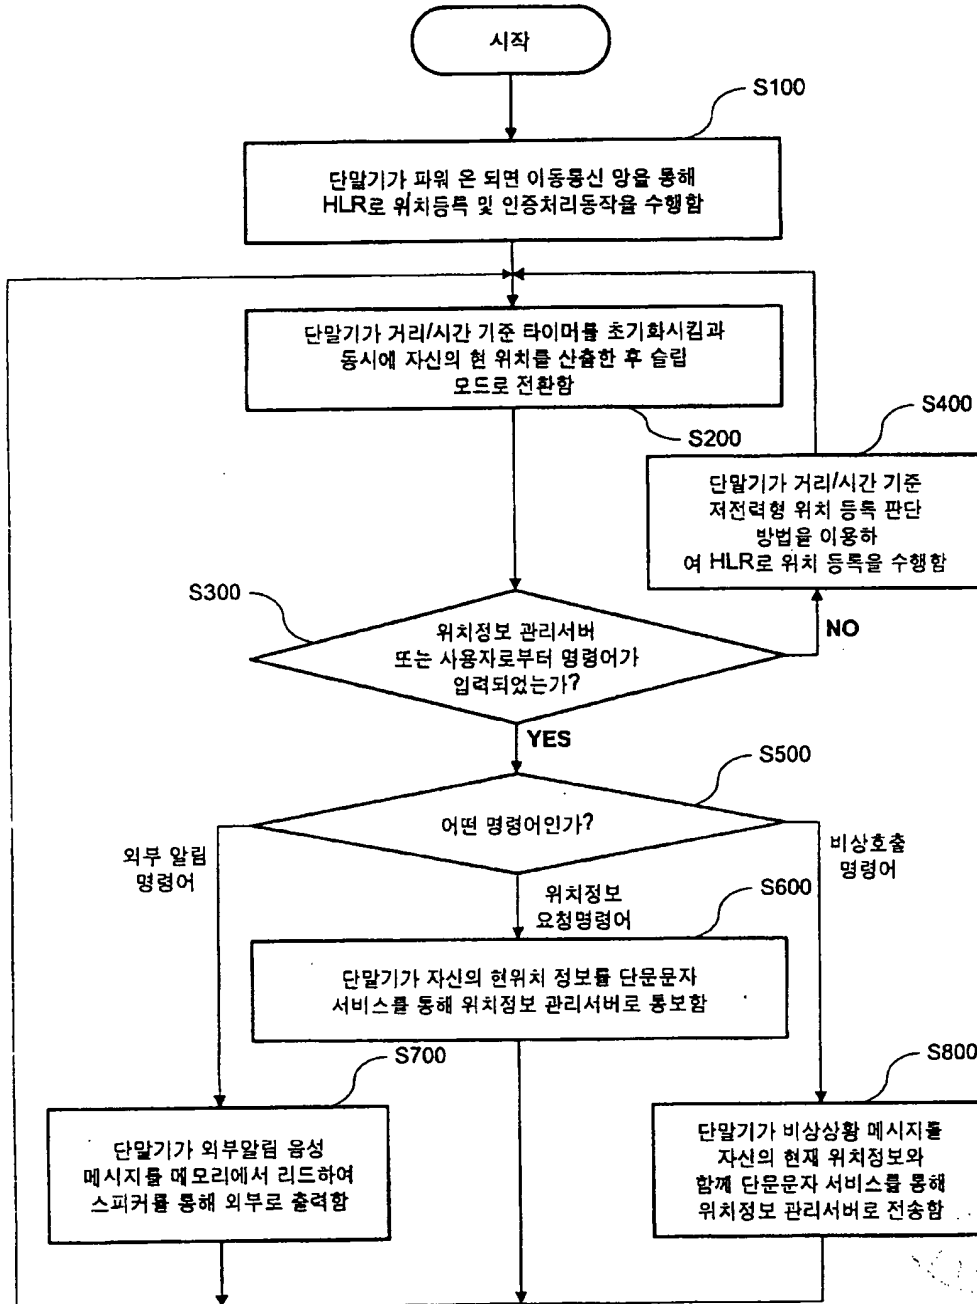 시작
S100
단말기가 파워 온 되면 이동통신 망을 통해
HLR로 위치등록 및 인증처리동작을 수행함
단말기가 거리/시간 기준 타이머를 초기화시킴과
동시에 자신의 현 위치를 산출한 후 슬립
모드로 전환함
S200
S400
단말기가 거리/시간 기준
저전력형 위치 등록 판단
방법을 이용하
여 HLR로 위치 등록을 수행함
S300
위치정보 관리서버
또는 사용자로부터 명령어가
입력되었는가?
NO
YES
S500
어떤 명령어인가?
외부 알림
명령어
위치정보
요청명령어
비상호출
명령어
S600
단말기가 자신의 현위치 정보를 단문문자
서비스를 통해 위치정보 관리서버로 통보함
S700
단말기가 외부알림 음성
메시지를 메모리에서 리드하여
스피커를 통해 외부로 출력함
S800
단말기가 비상상황 메시지를
자신의 현재 위치정보와
함께 단문문자 서비스를 통해
위치정보 관리서버로 전송함